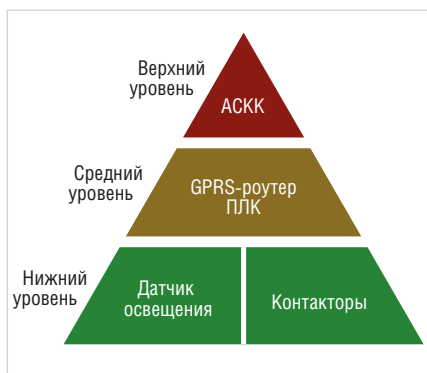 Верхний
уровень
АСКК
Средний
уровень
GPRS-роутер
ПЛК
Нижний
уровень
Датчик
освещения
Контакторы